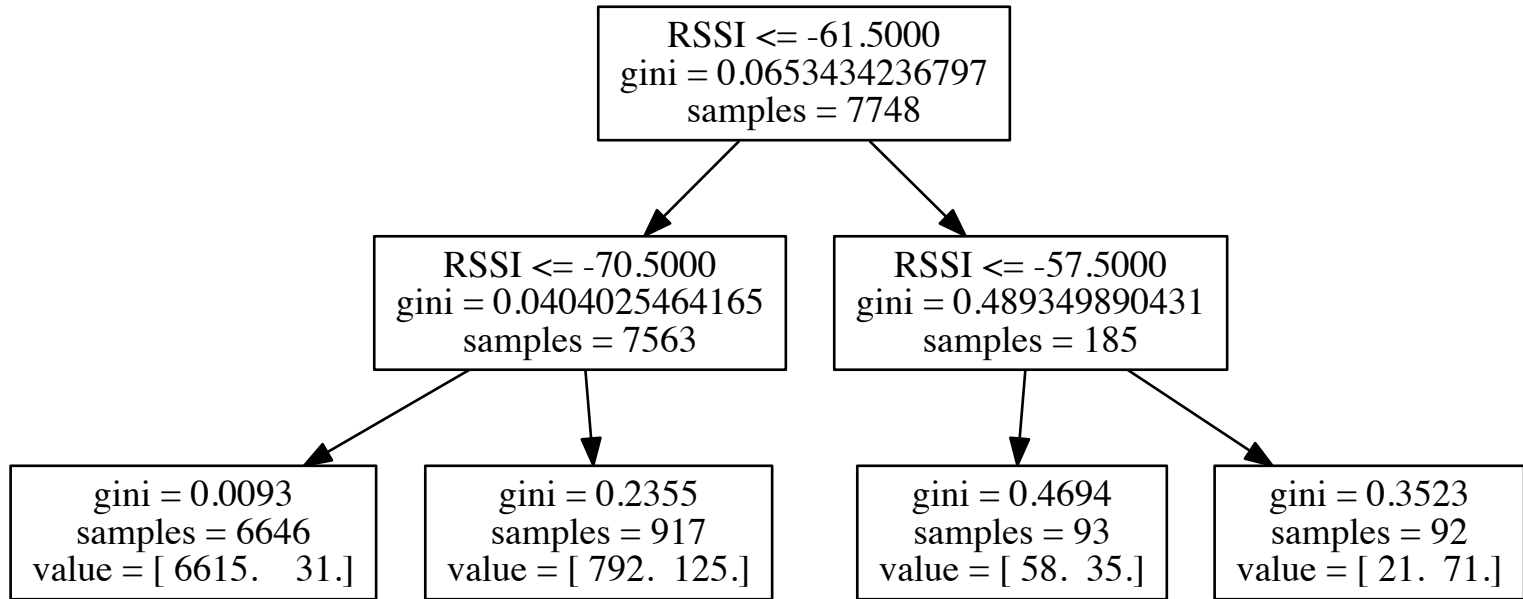 RSSI <= -61.5000
gini = 0.0653434236797
samples = 7748
RSSI <= -70.5000
gini = 0.0404025464165
samples = 7563
RSSI <= -57.5000
gini = 0.489349890431
samples = 185
gini = 0.0093
samples = 6646
value = [ 6615.    31.]
gini = 0.2355
samples = 917
value = [ 792.  125.]
gini = 0.4694
samples = 93
value = [ 58.  35.]
gini = 0.3523
samples = 92
value = [ 21.  71.]